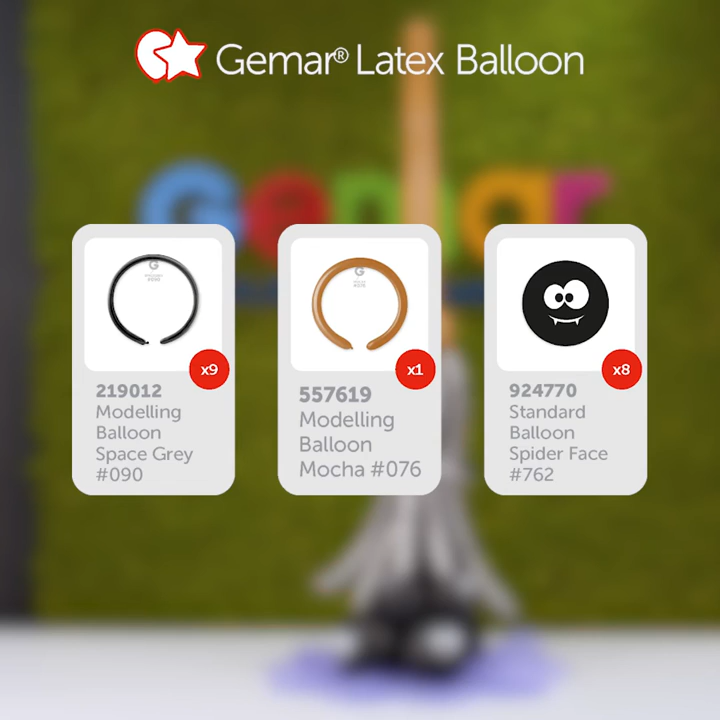 Gemar® Latex Balloon
Gemar
x9
219012
Modelling
Balloon
Space Grey
#090
x1
557619
Modelling
Balloon
Mocha #076
x8
924770
Standard
Balloon
Spider Face
#762